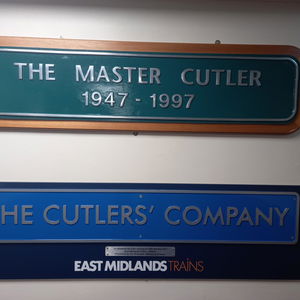 THE MASTER CUTLER
1947 - 1997
HE CUTLERS' COMPANY
EAST MIDLANDS TRAINS